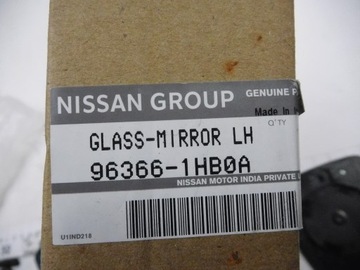 NISSAN GROUP
GENUINE
Made In
Q'TY
GLASS-MIRROR LH
96366-1HB0A
NISSAN MOTOR INDIA PRIVATE
U1IND218